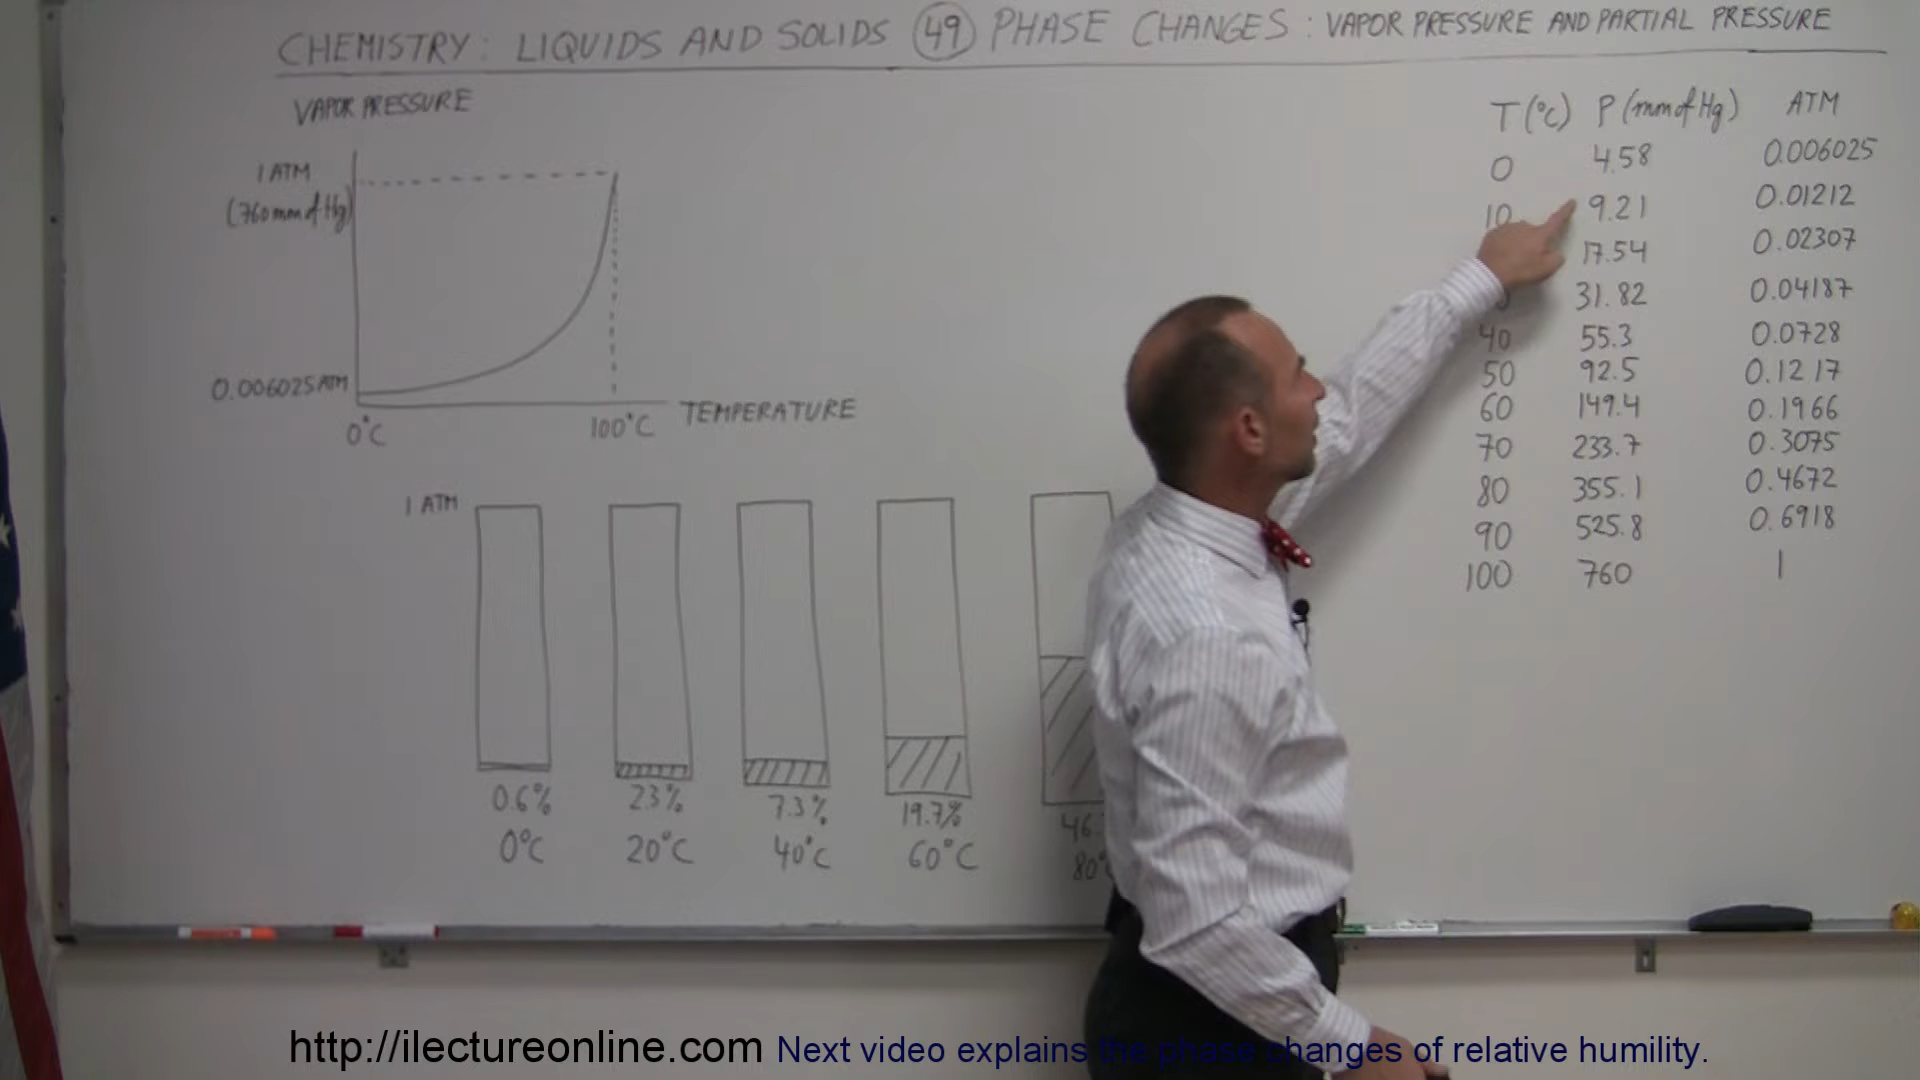 CHEMISTRY: LIQUIDS AND SOLIDS 49 PHASE CHANGES: VAPOR PRESSURE AND PARTIAL PRESSURE
VAPOR PRESSURE
1 ATM
(760 mm of Hg)
0.006025 ATM
0°C
100°C
TEMPERATURE
1 ATM
0.6% 2.3% 7.3% 19.7% 46.
0°C 20°C 40°C 60°C 80°
T (°C) P (mm of Hg) ATM
0 4.58 0.006025
10 9.21 0.01212
17.54 0.02307
31.82 0.04187
40 55.3 0.0728
50 92.5 0.1217
60 149.4 0.1966
70 233.7 0.3075
80 355.1 0.4672
90 525.8 0.6918
100 760 1
http://ilectureonline.com Next video explains the phase changes of relative humility.